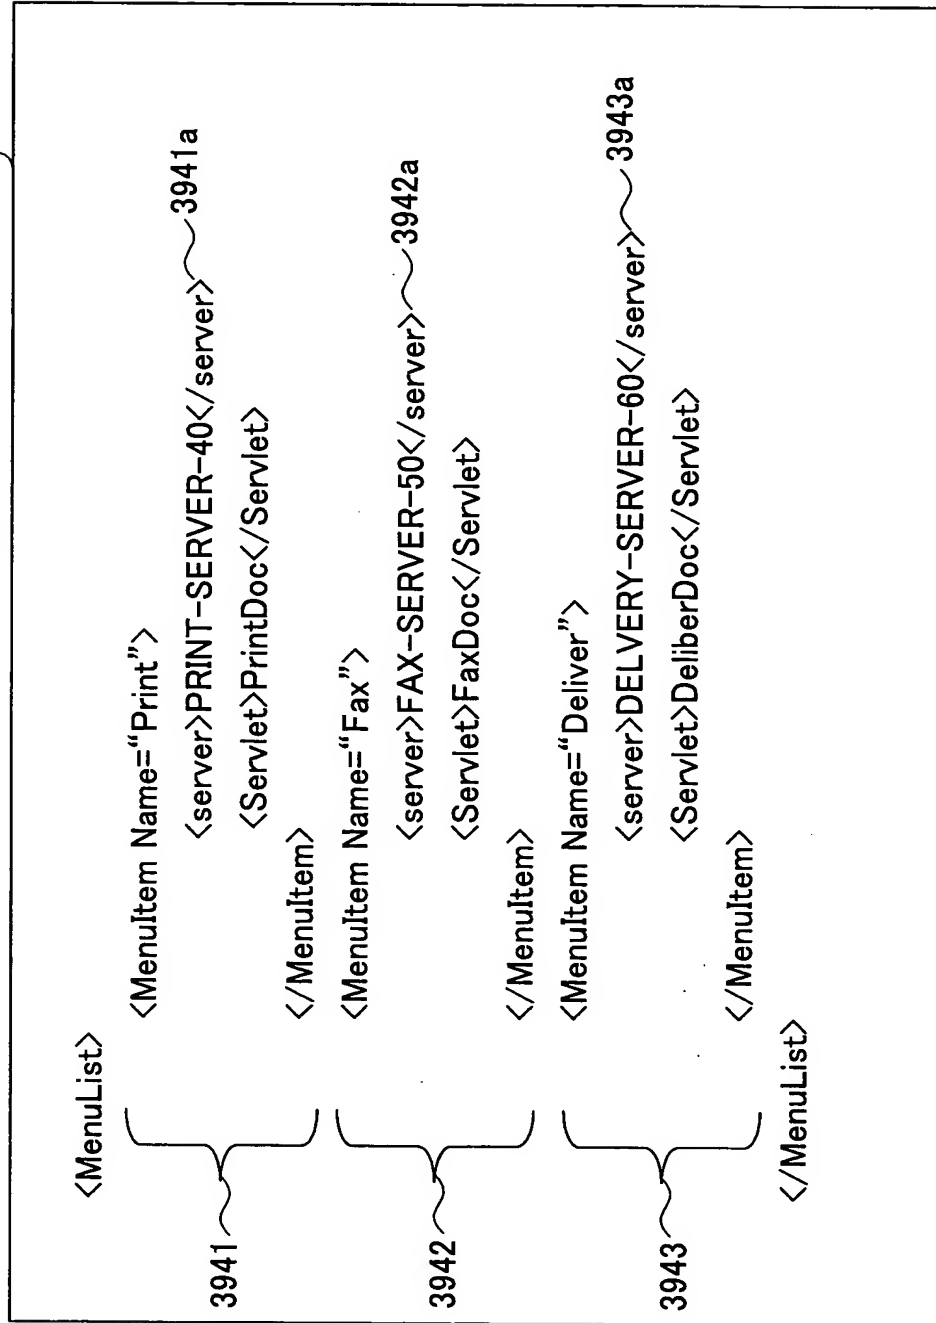 <MenuList>
<MenuItem Name=“Print”>
<server>PRINT-SERVER-40</server> 3941a
<Servlet>PrintDoc</Servlet>
</MenuItem>
3941
<MenuItem Name=“Fax”>
<server>FAX-SERVER-50</server> 3942a
<Servlet>FaxDoc</Servlet>
</MenuItem>
3942
<MenuItem Name=“Deliver”>
<server>DELVERY-SERVER-60</server> 3943a
<Servlet>DeliberDoc</Servlet>
</MenuItem>
3943
</MenuList>